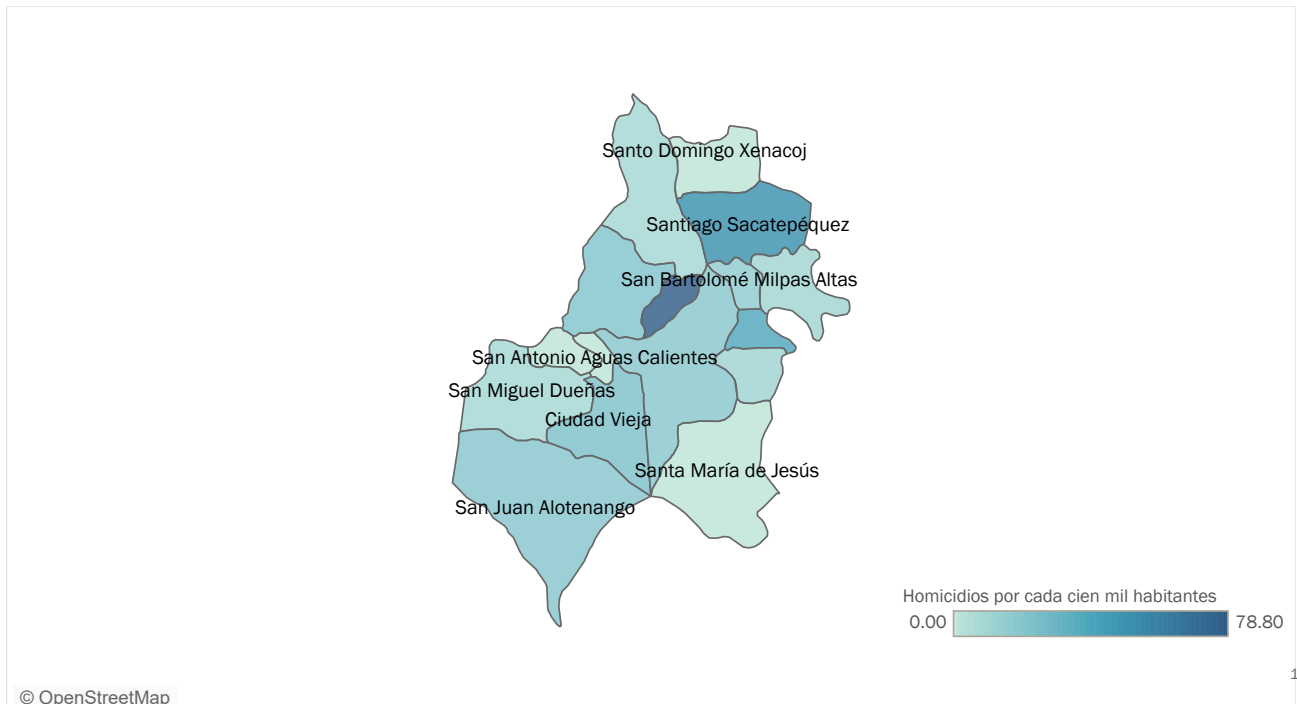 Santo Domingo Xenacoj
Santiago Sacatepéquez
San Bartolomé Milpas Altas
San Antonio Aguas Calientes
San Miguel Dueñas
Ciudad Vieja
Santa María de Jesús
San Juan Alotenango
Homicidios por cada cien mil habitantes
0.00 78.80
1
© OpenStreetMap